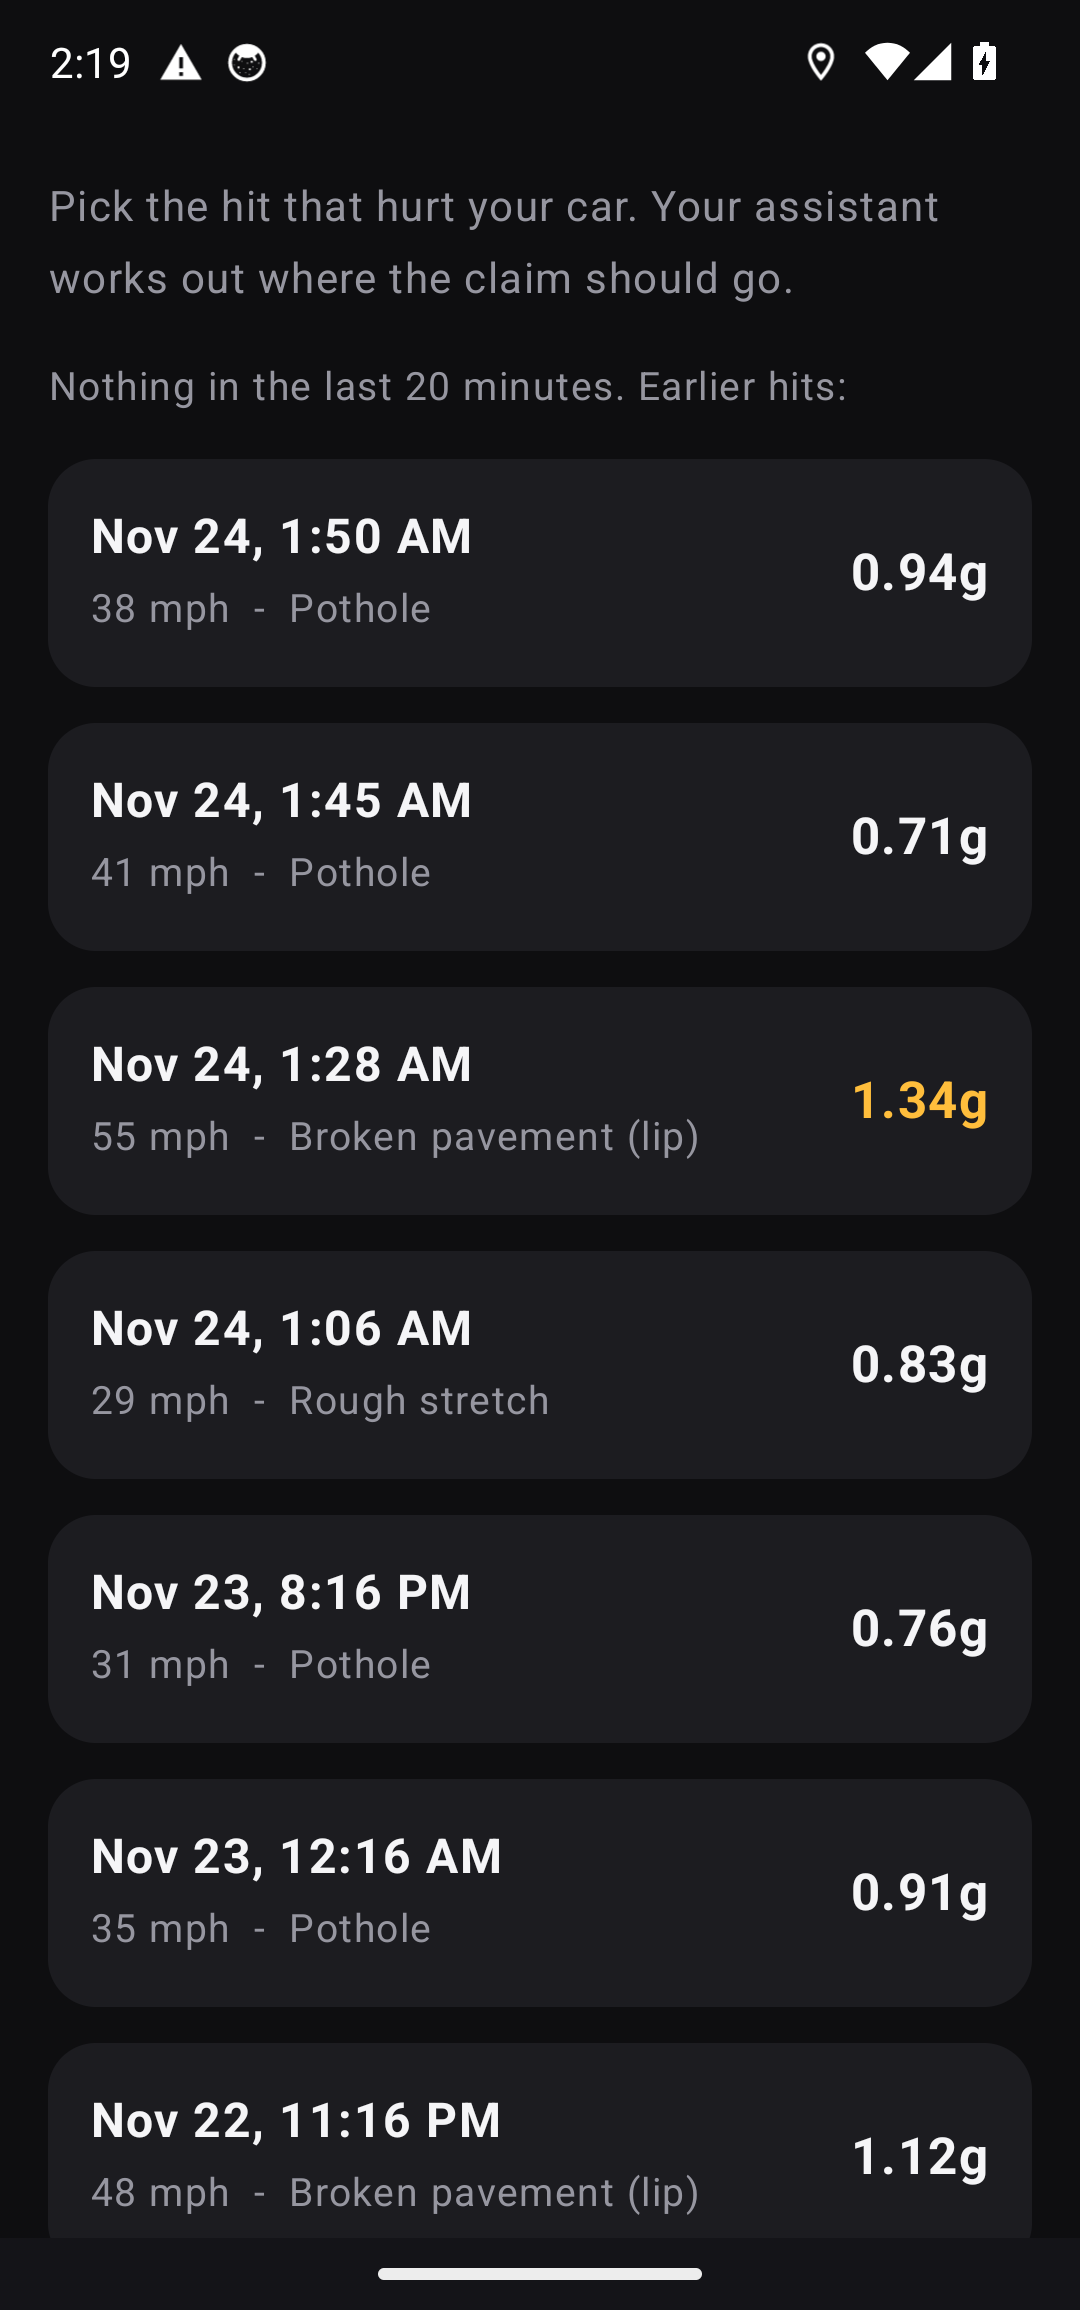 2:19
Pick the hit that hurt your car. Your assistant
works out where the claim should go.
Nothing in the last 20 minutes. Earlier hits:
Nov 24, 1:50 AM
38 mph - Pothole
0.94g
Nov 24, 1:45 AM
41 mph - Pothole
0.71g
Nov 24, 1:28 AM
55 mph - Broken pavement (lip)
1.34g
Nov 24, 1:06 AM
29 mph - Rough stretch
0.83g
Nov 23, 8:16 PM
31 mph - Pothole
0.76g
Nov 23, 12:16 AM
35 mph - Pothole
0.91g
Nov 22, 11:16 PM
48 mph - Broken pavement (lip)
1.12g